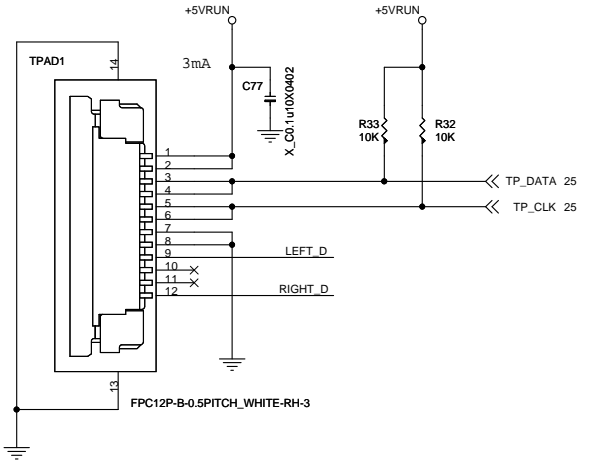 +5VRUN
+5VRUN
TPAD1
14
3mA
C77
X_C0.1u10X0402
R33
10K
R32
10K
1
2
3
4
5
6
7
8
9
10
11
12
TP_DATA 25
TP_CLK 25
LEFT_D
RIGHT_D
13
FPC12P-B-0.5PITCH_WHITE-RH-3